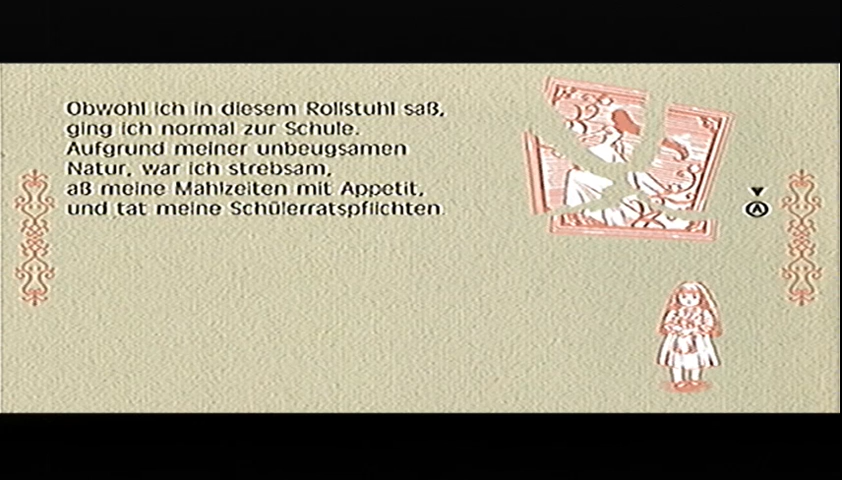 Obwohl ich in diesem Rollstuhl saß,
ging ich normal zur Schule.
Aufgrund meiner unbeugsamen
Natur, war ich strebsam,
aß meine Mahlzeiten mit Appetit,
und tat meine Schülerratspflichten.
A